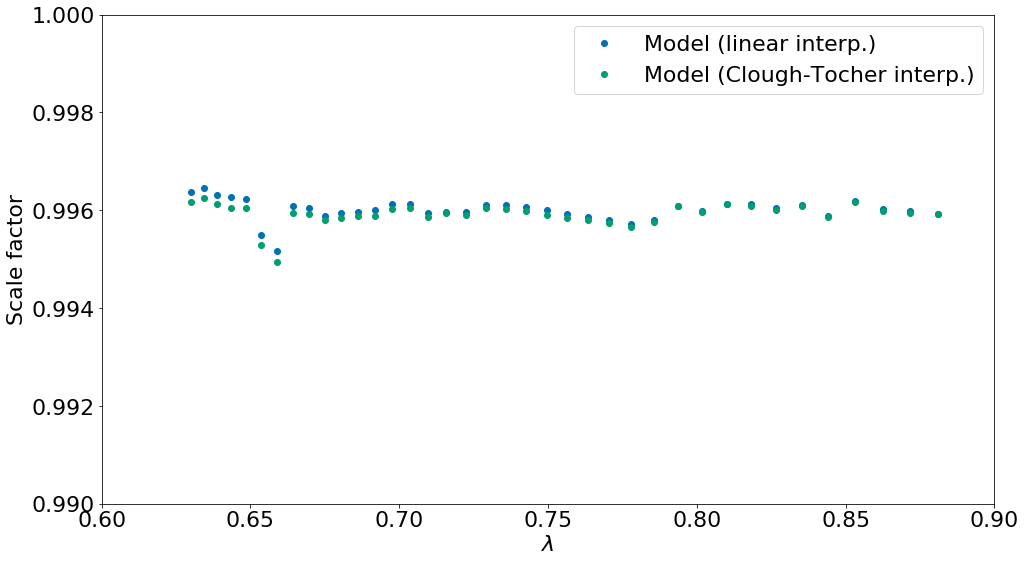 1.000
Model (linear interp.)
Model (Clough-Tocher interp.)
0.998
0.996
Scale factor
0.994
0.992
0.990
0.60 0.65 0.70 0.75 0.80 0.85 0.90
λ